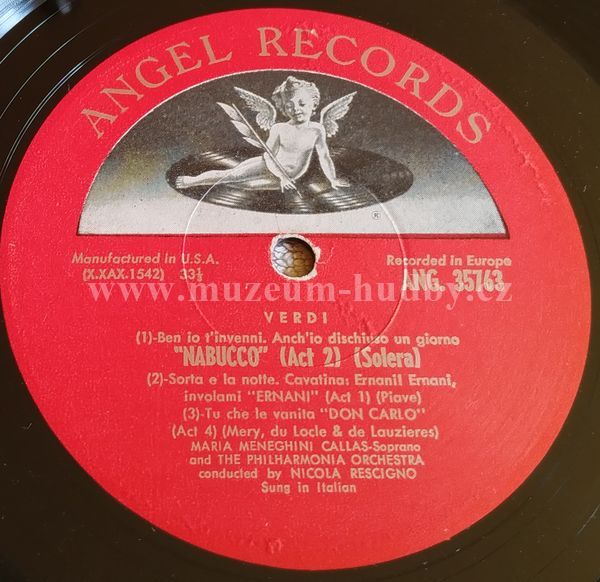 ANGEL RECORDS
®
Manufactured in U.S.A.
(X.XAX.1542) 33⅓
Recorded in Europe
ANG. 35763
www.muzeum-hudby.cz
VERDI
(1)-Ben io t'invenni. Anch'io dischiuso un giorno
"NABUCCO" (Act 2) (Solera)
(2)-Sorta e la notte. Cavatina: Ernanil Ernani,
involami "ERNANI" (Act 1) (Piave)
(3)-Tu che le vanita "DON CARLO"
(Act 4) (Mery, du Locle & de Lauzieres)
MARIA MENEGHINI CALLAS-Soprano
and THE PHILHARMONIA ORCHESTRA
conducted by NICOLA RESCIGNO
Sung in Italian